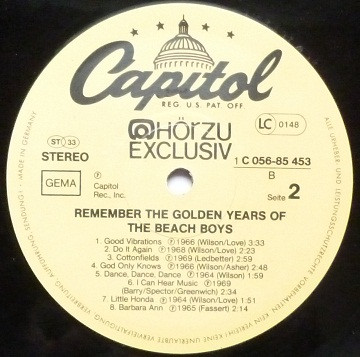 Capitol
REG. U.S. PAT. OFF.
HÖRZU
EXCLUSIV
LC 0148
ST 33
STEREO
1 C 056-85 453
B
GEMA
℗ Capitol
Rec., Inc.
Seite 2
REMEMBER THE GOLDEN YEARS OF
THE BEACH BOYS
1. Good Vibrations ℗ 1966 (Wilson/Love) 3:33
2. Do It Again ℗ 1968 (Wilson/Love) 2:18
3. Cottonfields ℗ 1969 (Ledbetter) 2:59
4. God Only Knows ℗ 1966 (Wilson/Asher) 2:48
5. Dance, Dance, Dance ℗ 1964 (Wilson) 1:59
6. I Can Hear Music ℗ 1969
(Barry/Spector/Greenwich) 2:35
7. Little Honda ℗ 1964 (Wilson/Love) 1:51
8. Barbara Ann ℗ 1965 (Fassert) 2:14
MADE IN GERMANY